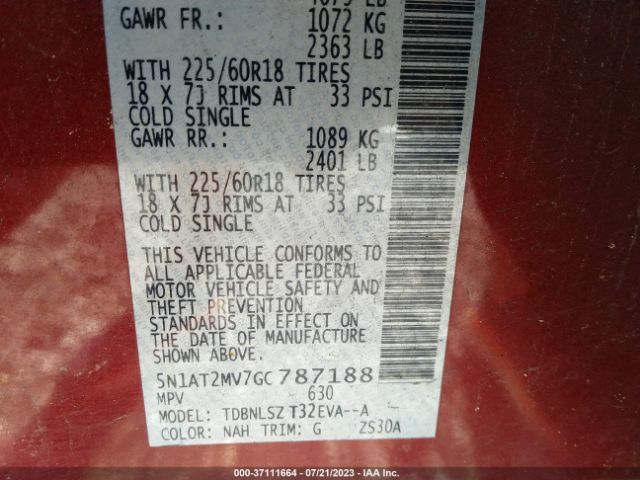 GAWR FR.: 1072 KG
2363 LB
WITH 225/60R18 TIRES
18 X 7J RIMS AT 33 PSI
COLD SINGLE
GAWR RR.: 1089 KG
2401 LB
WITH 225/60R18 TIRES
18 X 7J RIMS AT 33 PSI
COLD SINGLE
THIS VEHICLE CONFORMS TO
ALL APPLICABLE FEDERAL
MOTOR VEHICLE SAFETY AND
THEFT PREVENTION
STANDARDS IN EFFECT ON
THE DATE OF MANUFACTURE
SHOWN ABOVE.
5N1AT2MV7GC787188
MPV 630
MODEL: TDBNLSZ T32EVA--A
COLOR: NAH TRIM: G ZS30A
000-37111664 / 07/21/2023 / IAA Inc.